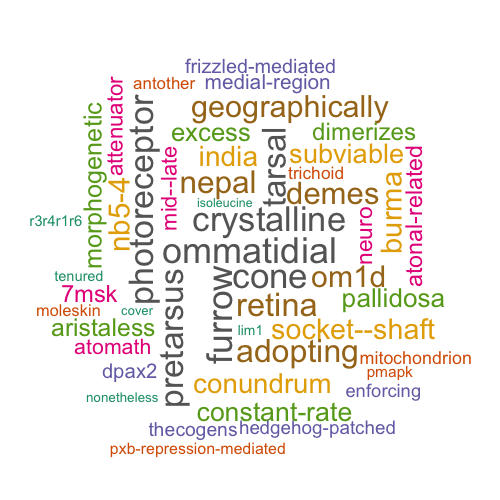 frizzled-mediated
antother
medial-region
attenuator
morphogenetic
photoreceptor
geographically
excess
tarsal
dimerizes
mid--late
india
subviable
nb5-4
nepal
trichoid
isoleucine
demes
burma
atonal-related
neuro
r3r4r1r6
crystalline
ommatidial
tenured
pretarsus
furrow
cone
om1d
7msk
moleskin
cover
retina
pallidosa
aristaless
lim1
socket--shaft
atomath
adopting
mitochondrion
dpax2
pmapk
conundrum
enforcing
nonetheless
constant-rate
thecogens
hedgehog-patched
pxb-repression-mediated